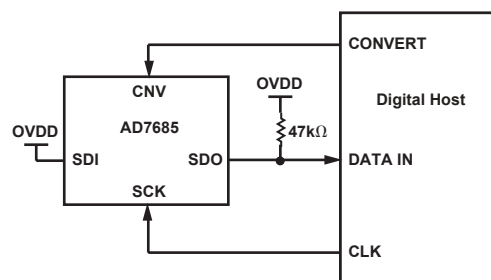 CONVERT
CNV
OVDD
Digital Host
AD7685
OVDD
47kΩ
SDI
SDO
DATA IN
SCK
CLK